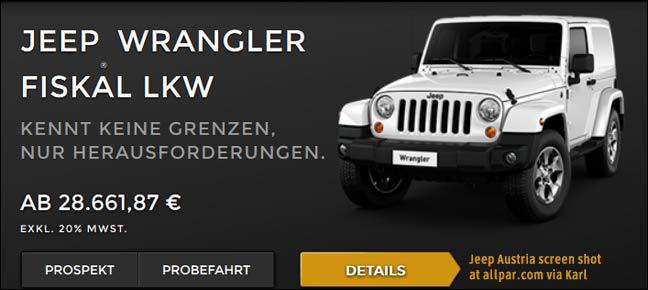 JEEP® WRANGLER
FISKAL LKW
KENNT KEINE GRENZEN,
NUR HERAUSFORDERUNGEN.
AB 28.661,87 €
EXKL. 20% MWST.
PROSPEKT
PROBEFAHRT
DETAILS
Jeep
Wrangler
Jeep Austria screen shot
at allpar.com via Karl